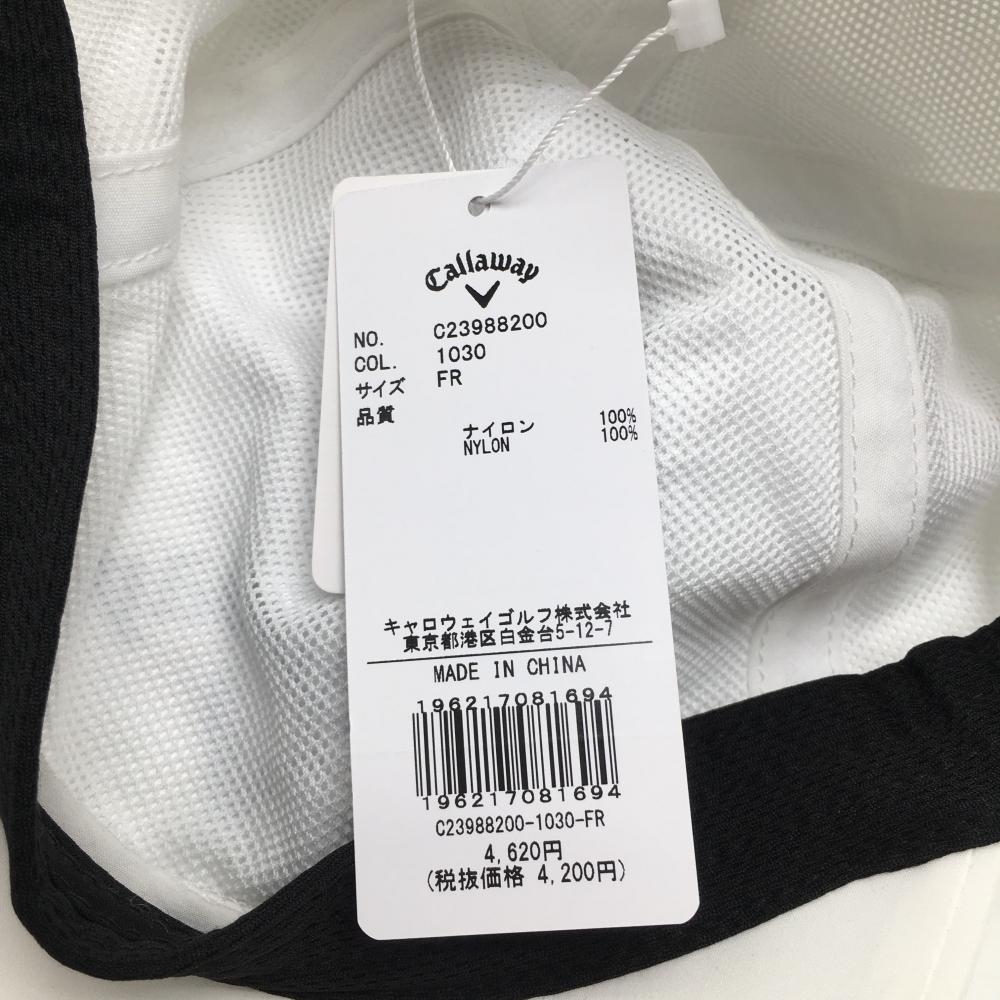 Callaway
NO. C23988200
COL. 1030
サイズ FR
品質
ナイロン 100%
NYLON 100%
キャロウェイゴルフ株式会社
東京都港区白金台5-12-7
MADE IN CHINA
196217081694
196217081694
C23988200-1030-FR
4,620円
(税抜価格 4,200円)